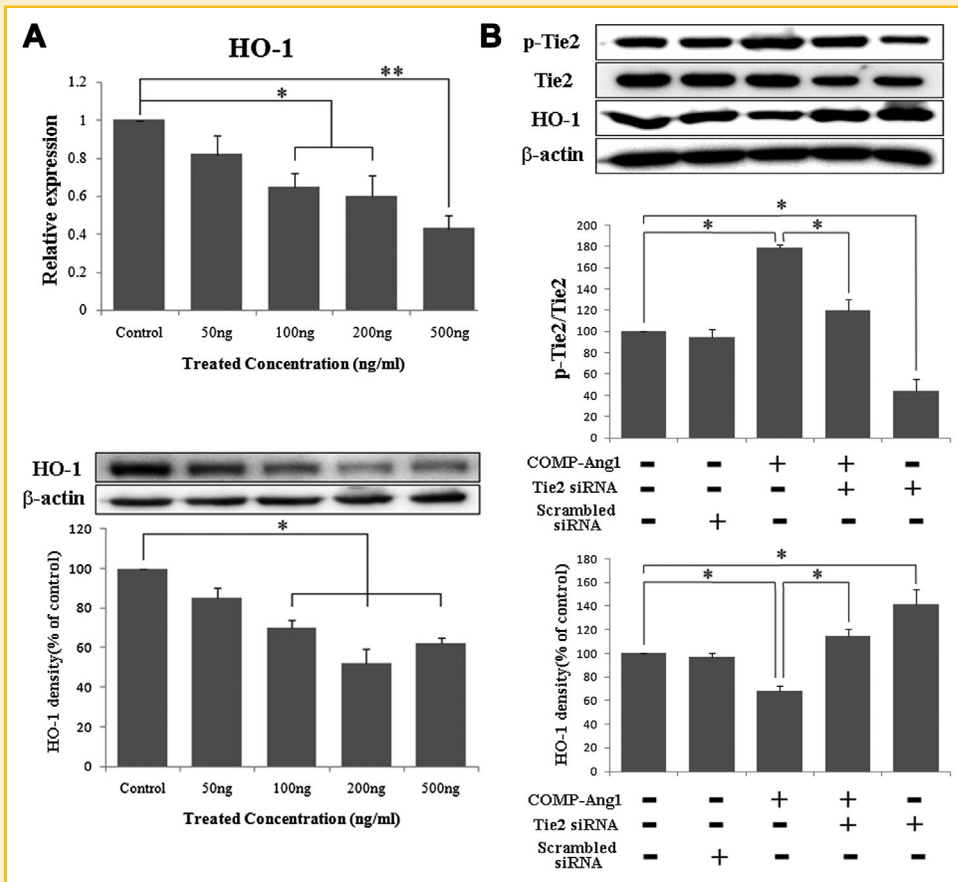 A
HO-1
Relative expression
1.2
1
0.8
0.6
0.4
0.2
0
*
**
Control 50ng 100ng 200ng 500ng
Treated Concentration (ng/ml)
HO-1
β-actin
HO-1 density(% of control)
120
100
80
60
40
20
0
*
Control 50ng 100ng 200ng 500ng
Treated Concentration (ng/ml)
B
p-Tie2
Tie2
HO-1
β-actin
p-Tie2/Tie2
200
180
160
140
120
100
80
60
40
20
0
*
* *
COMP-Ang1 - - + + -
Tie2 siRNA - - - + +
Scrambled
siRNA - + - - -
HO-1 density(% of control)
180
160
140
120
100
80
60
40
20
0
*
* *
COMP-Ang1 - - + + -
Tie2 siRNA - - - + +
Scrambled
siRNA - + - - -